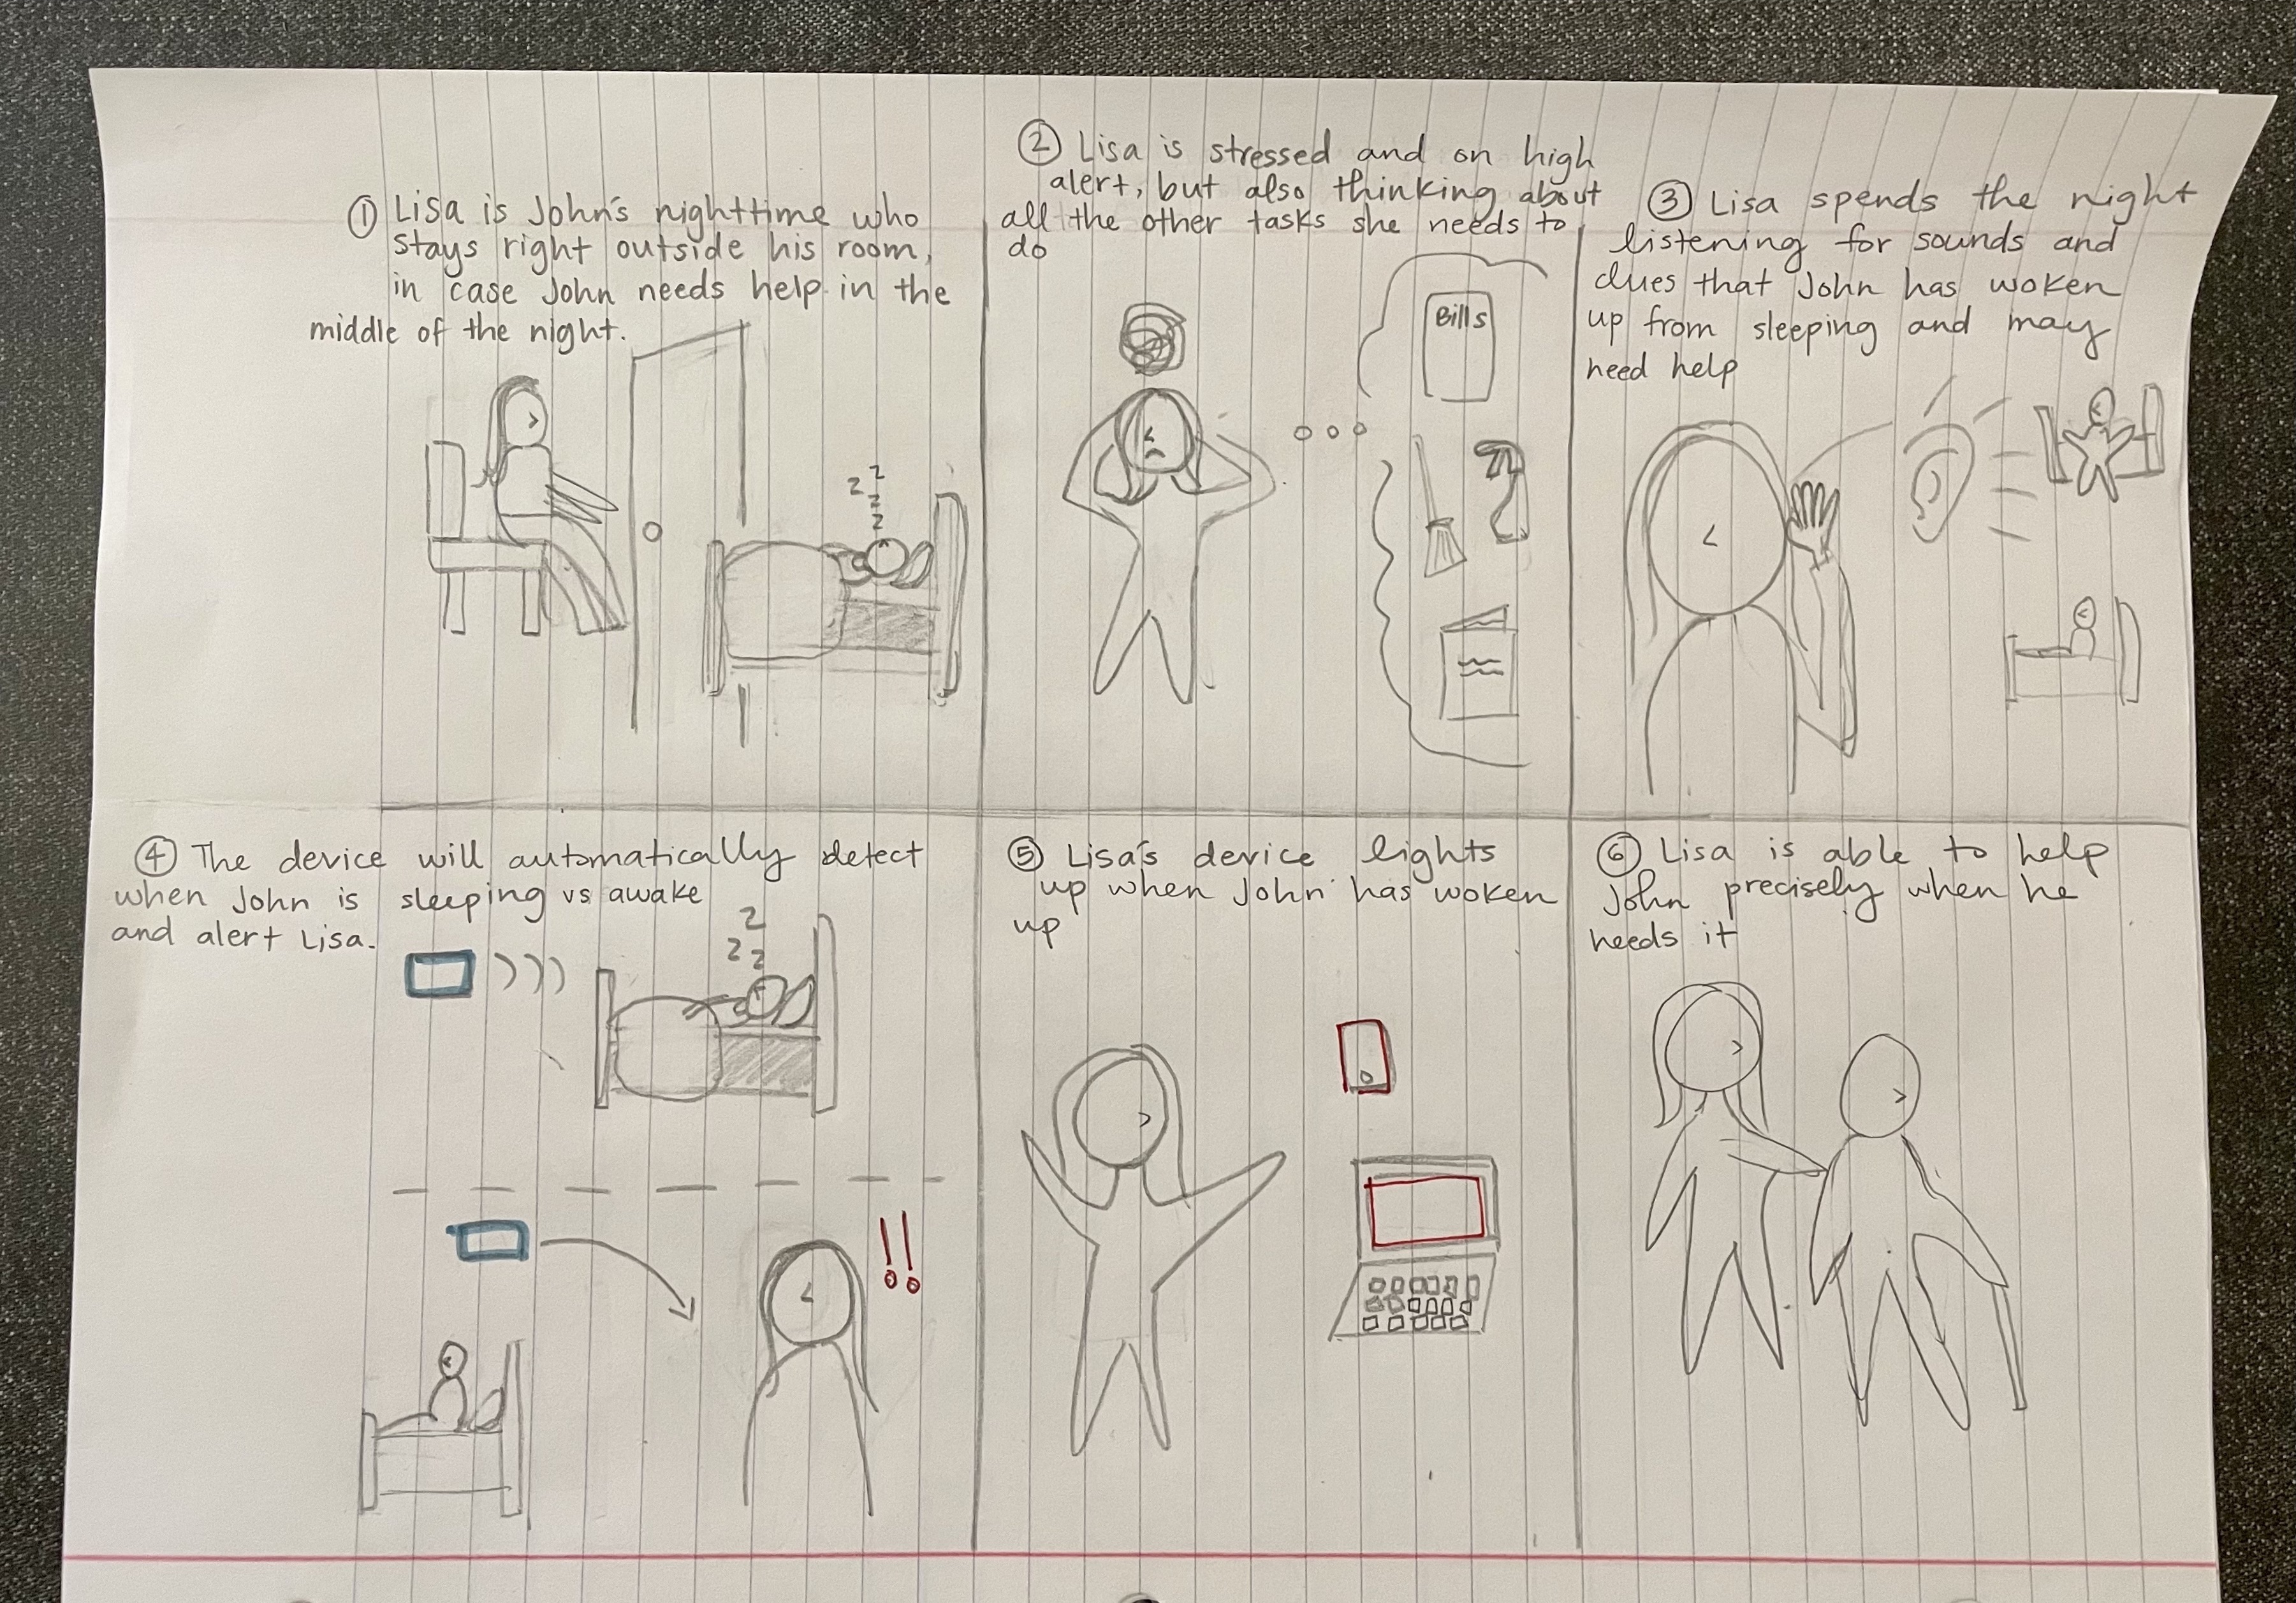 ① Lisa is John's nighttime who
stays right outside his room,
in case John needs help in the
middle of the night.
z z
z
z
② Lisa is stressed and on high
alert, but also thinking about
all the other tasks she needs to
do
Bills
③ Lisa spends the night
listening for sounds and
clues that John has woken
up from sleeping and may
need help
④ The device will automatically detect
when John is sleeping vs awake
and alert Lisa.
z
z z
!!
⑤ Lisa's device lights
up when John has woken
up
⑥ Lisa is able to help
John precisely when he
needs it